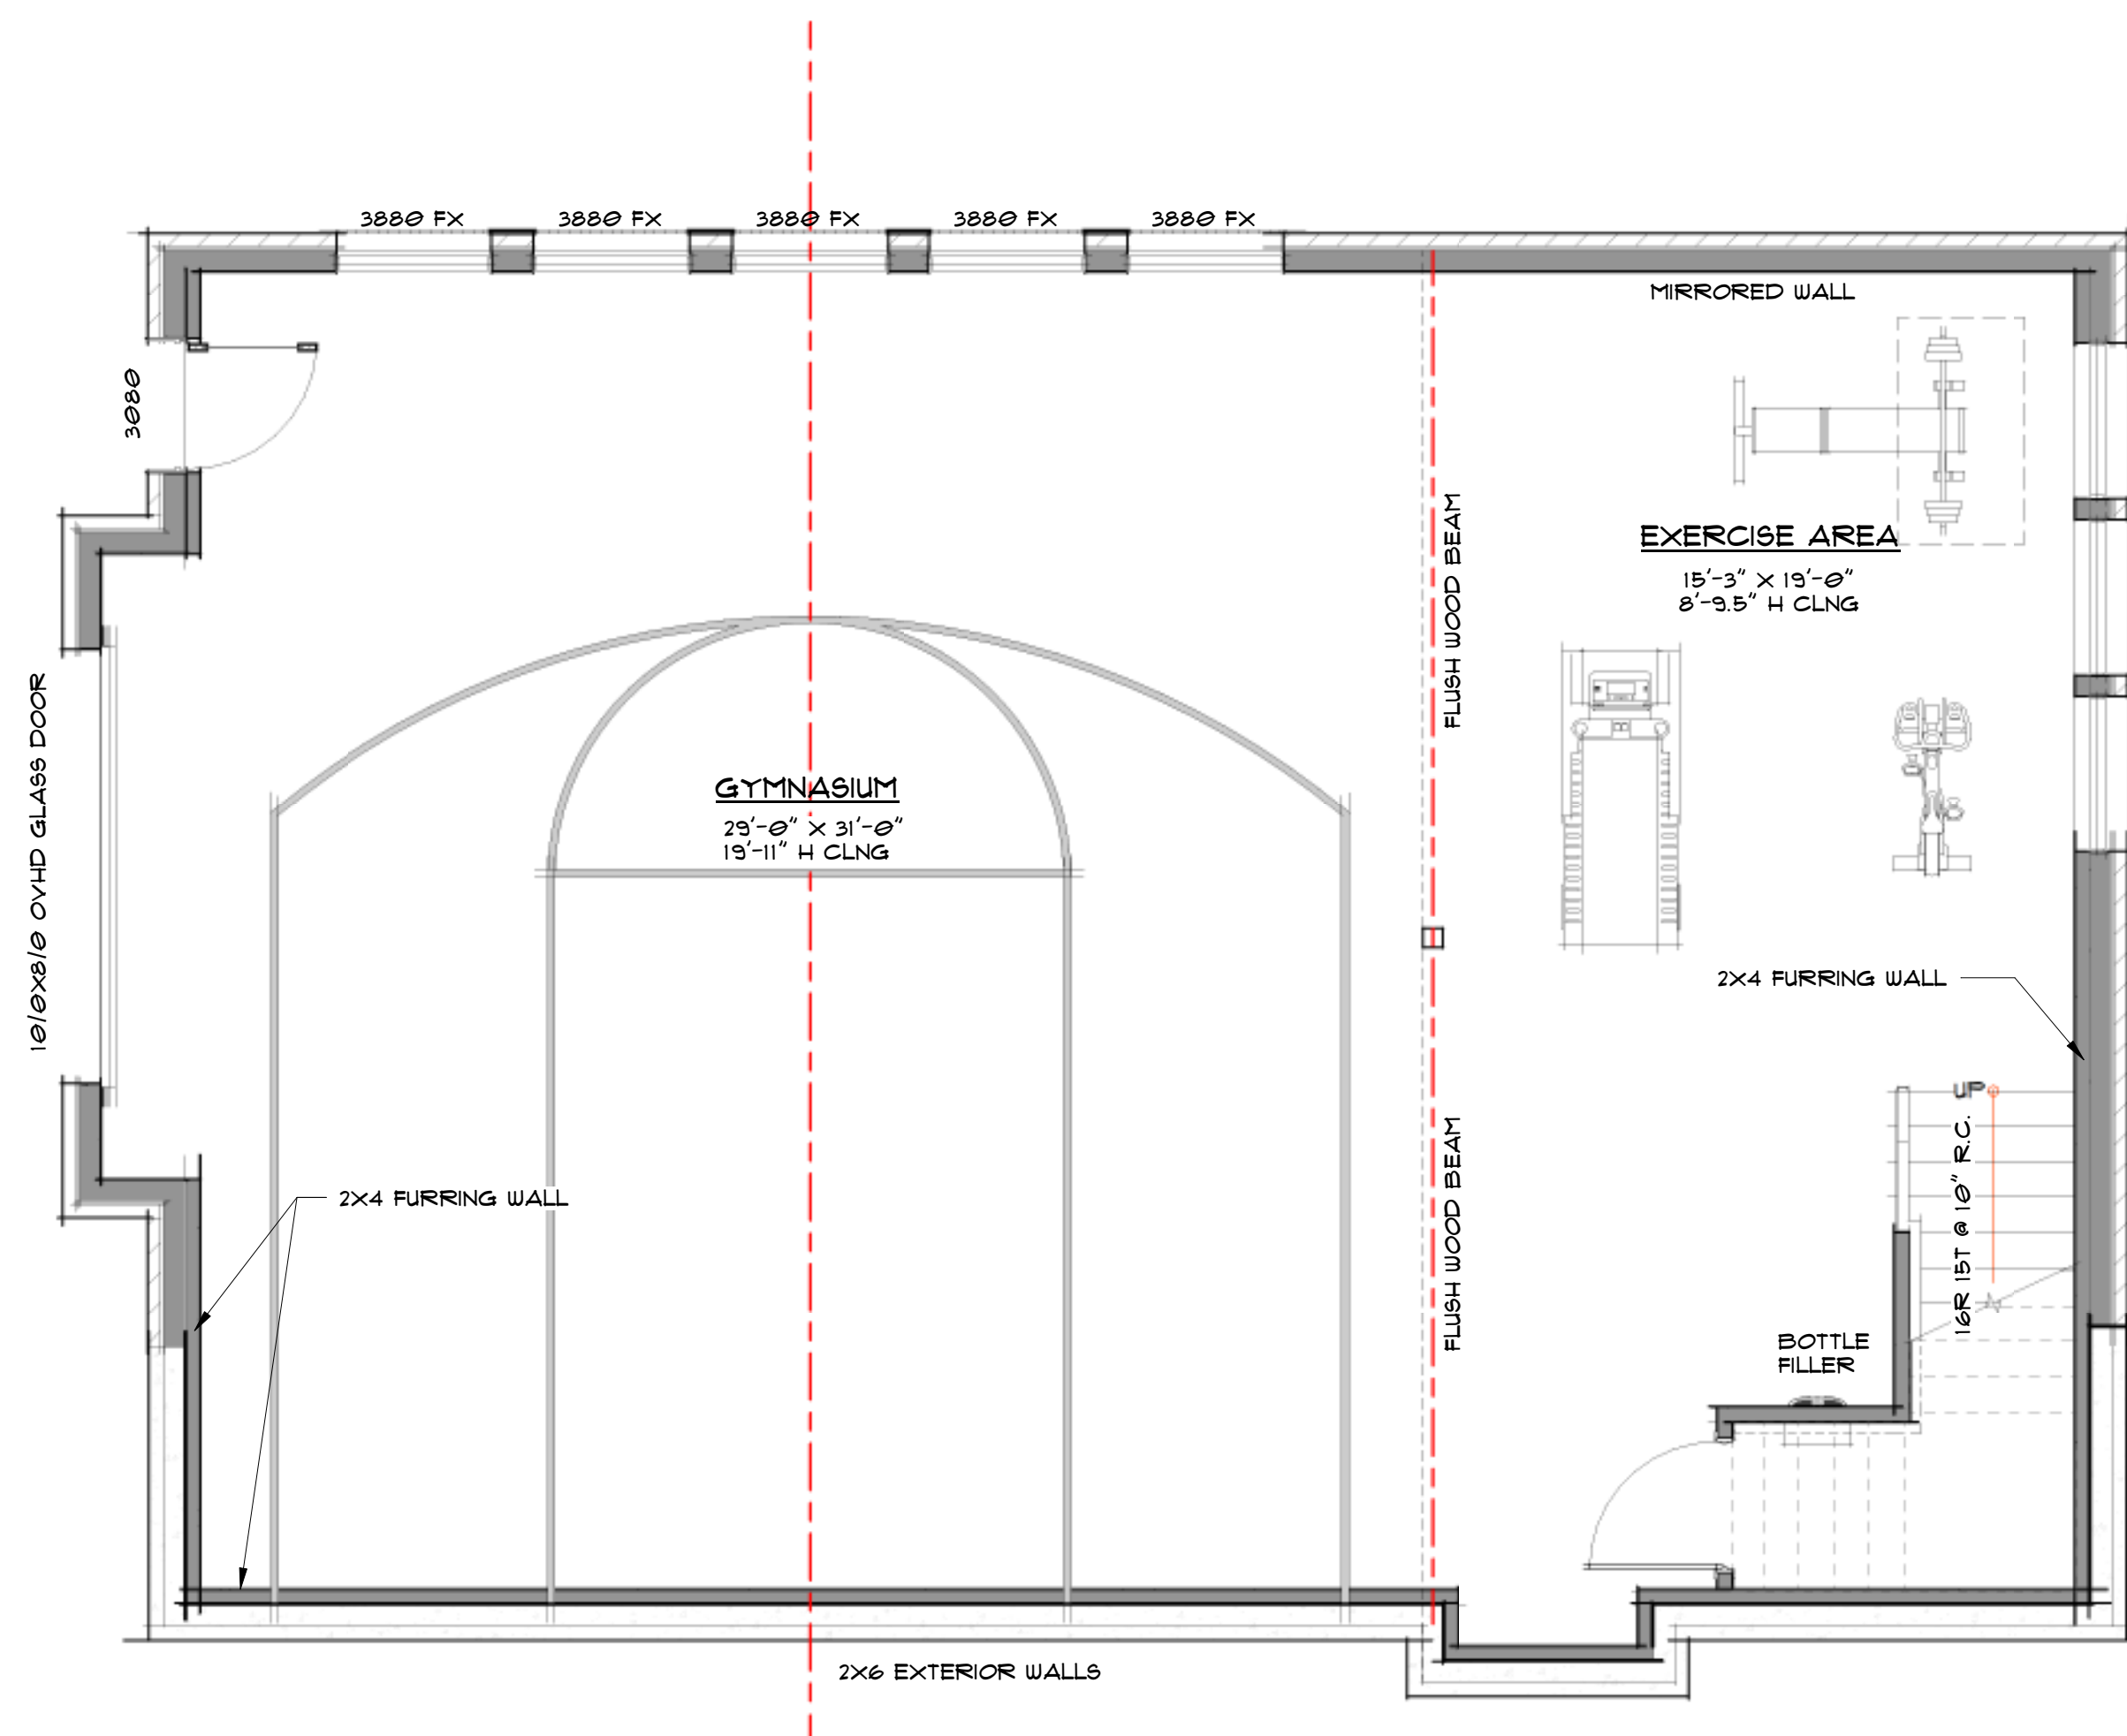 3880 FX
3880 FX
3880 FX
3880 FX
3880 FX
MIRRORED WALL
3080
EXERCISE AREA
15'-3" X 19'-0"
8'-9.5" H CLNG
FLUSH WOOD BEAM
10/0X8/0 OVHD GLASS DOOR
GYMNASIUM
29'-0" X 31'-0"
19'-11" H CLNG
2X4 FURRING WALL
UP
16R 15T @ 10" R.C.
2X4 FURRING WALL
FLUSH WOOD BEAM
BOTTLE
FILLER
2X6 EXTERIOR WALLS